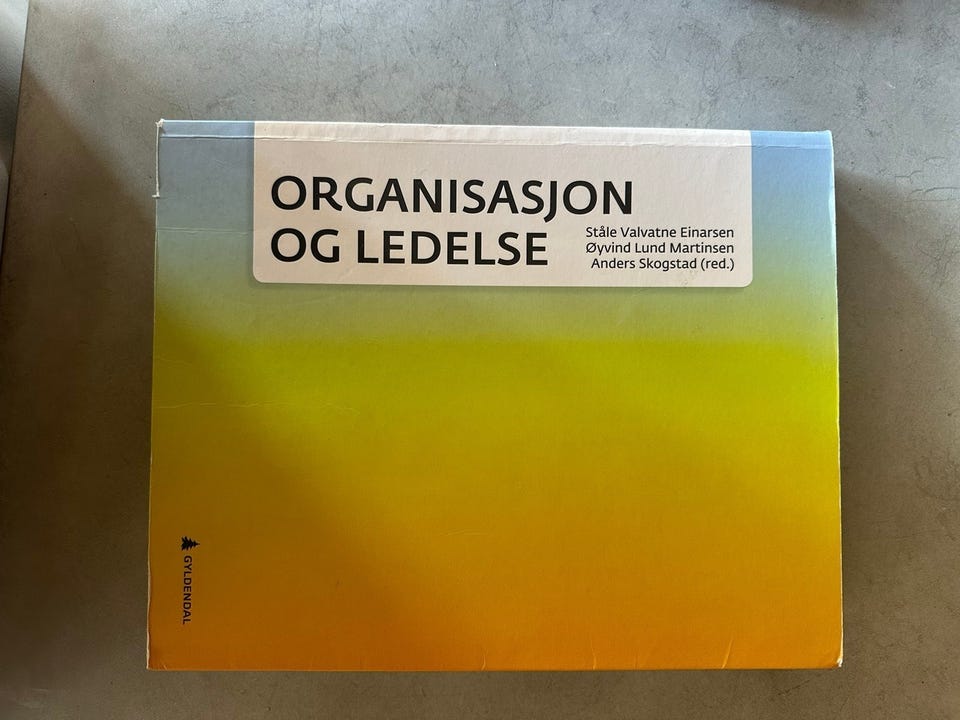 ORGANISASJON
OG LEDELSE
Ståle Valvatne Einarsen
Øyvind Lund Martinsen
Anders Skogstad (red.)
GYLDENDAL